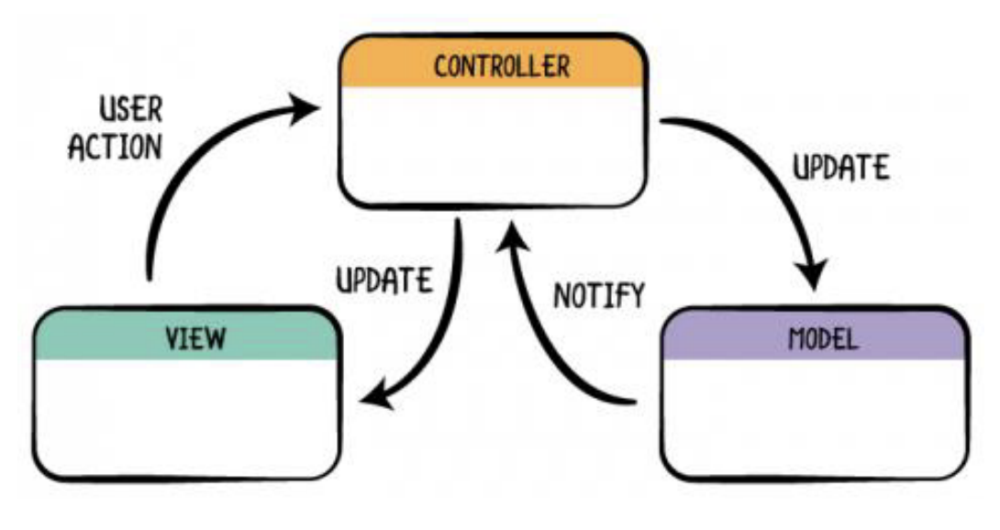 CONTROLLER
USER
ACTION
UPDATE
UPDATE
NOTIFY
VIEW
MODEL